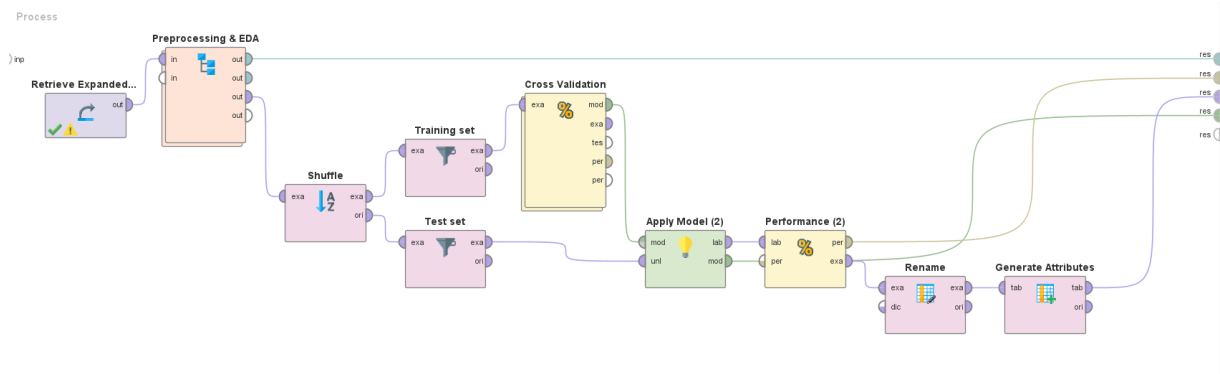 Process
inp
Retrieve Expanded...
out
Preprocessing & EDA
in
in
out
out
out
out
Shuffle
exa
exa
ori
Training set
exa
exa
ori
Test set
exa
exa
ori
Cross Validation
exa
mod
exa
tes
per
per
Apply Model (2)
mod
unl
lab
mod
Performance (2)
lab
per
per
exa
Rename
exa
dic
exa
ori
Generate Attributes
tab
tab
ori
res
res
res
res
res